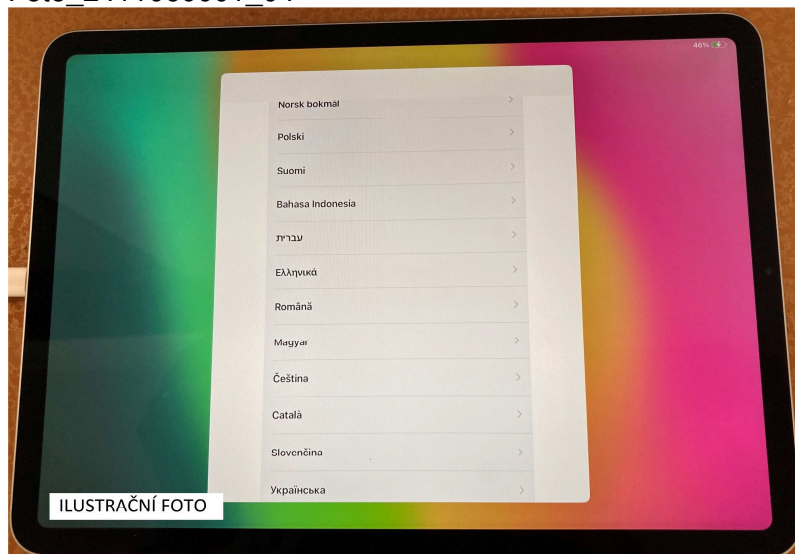 46%
Norsk bokmål
Polski
Suomi
Bahasa Indonesia
עברית
Ελληνικά
Română
Magyar
Čeština
Català
Slovenčina
Українська
ILUSTRAČNÍ FOTO